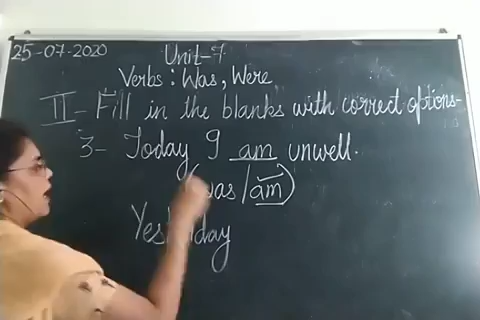 25-07-2020
Unit-7
Verbs : Was, Were
II- Fill in the blanks with correct options-
3- Today I am unwell.
(was/am)
Yesterday